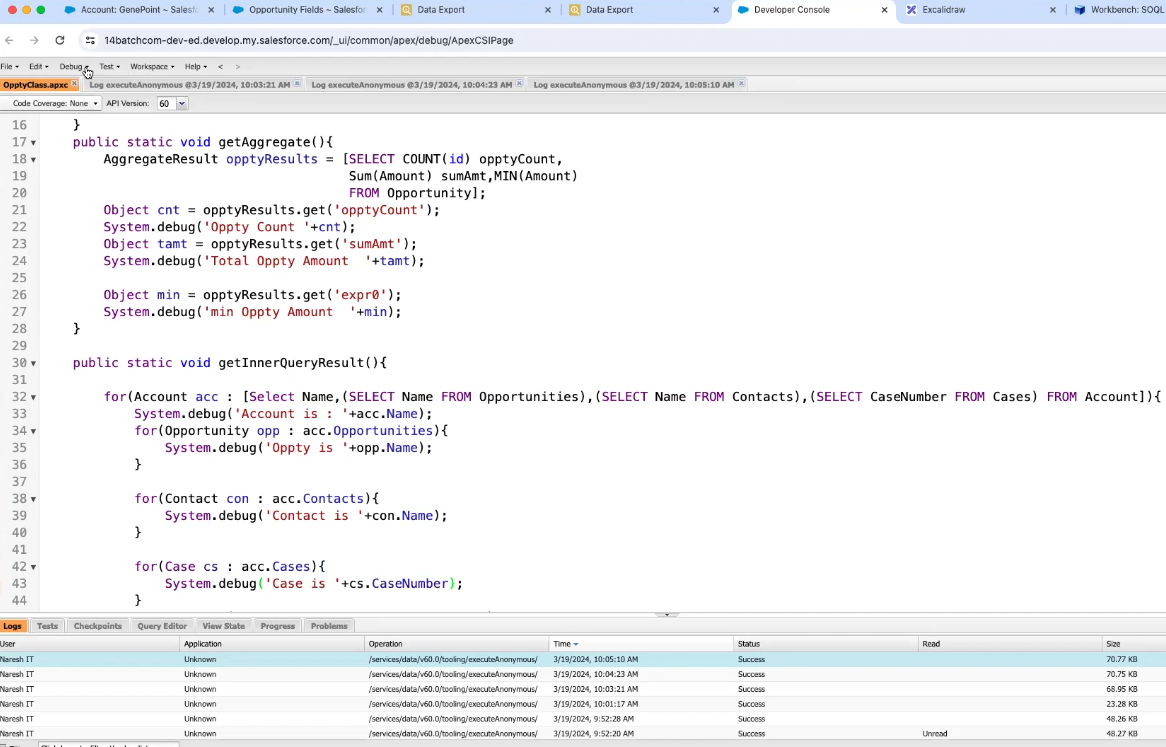 Account: GenePoint ~ Salesf
Opportunity Fields ~ Salesfor
Data Export
Data Export
Developer Console
Excalidraw
Workbench: SOQL
14batchcom-dev-ed.develop.my.salesforce.com/_ui/common/apex/debug/ApexCSIPage
File Edit Debug Test Workspace Help < >
OpptyClass.apxc
Log executeAnonymous @3/19/2024, 10:03:21 AM
Log executeAnonymous @3/19/2024, 10:04:23 AM
Log executeAnonymous @3/19/2024, 10:05:10 AM
Code Coverage: None API Version: 60
16 }
17 public static void getAggregate(){
18 AggregateResult opptyResults = [SELECT COUNT(id) opptyCount,
19 Sum(Amount) sumAmt,MIN(Amount)
20 FROM Opportunity];
21 Object cnt = opptyResults.get('opptyCount');
22 System.debug('Oppty Count '+cnt);
23 Object tamt = opptyResults.get('sumAmt');
24 System.debug('Total Oppty Amount  '+tamt);
25
26 Object min = opptyResults.get('expr0');
27 System.debug('min Oppty Amount  '+min);
28 }
29
30 public static void getInnerQueryResult(){
31
32 for(Account acc : [Select Name,(SELECT Name FROM Opportunities),(SELECT Name FROM Contacts),(SELECT CaseNumber FROM Cases) FROM Account]){
33 System.debug('Account is : '+acc.Name);
34 for(Opportunity opp : acc.Opportunities){
35 System.debug('Oppty is '+opp.Name);
36 }
37
38 for(Contact con : acc.Contacts){
39 System.debug('Contact is '+con.Name);
40 }
41
42 for(Case cs : acc.Cases){
43 System.debug('Case is '+cs.CaseNumber);
44 }
Logs Tests Checkpoints Query Editor View State Progress Problems
User Application Operation Time Status Read Size
Naresh IT Unknown /services/data/v60.0/tooling/executeAnonymous/ 3/19/2024, 10:05:10 AM Success 70.77 KB
Naresh IT Unknown /services/data/v60.0/tooling/executeAnonymous/ 3/19/2024, 10:04:23 AM Success 70.75 KB
Naresh IT Unknown /services/data/v60.0/tooling/executeAnonymous/ 3/19/2024, 10:03:21 AM Success 68.95 KB
Naresh IT Unknown /services/data/v60.0/tooling/executeAnonymous/ 3/19/2024, 10:01:17 AM Success 23.28 KB
Naresh IT Unknown /services/data/v60.0/tooling/executeAnonymous/ 3/19/2024, 9:52:28 AM Success 48.26 KB
Naresh IT Unknown /services/data/v60.0/tooling/executeAnonymous/ 3/19/2024, 9:52:20 AM Success Unread 48.27 KB